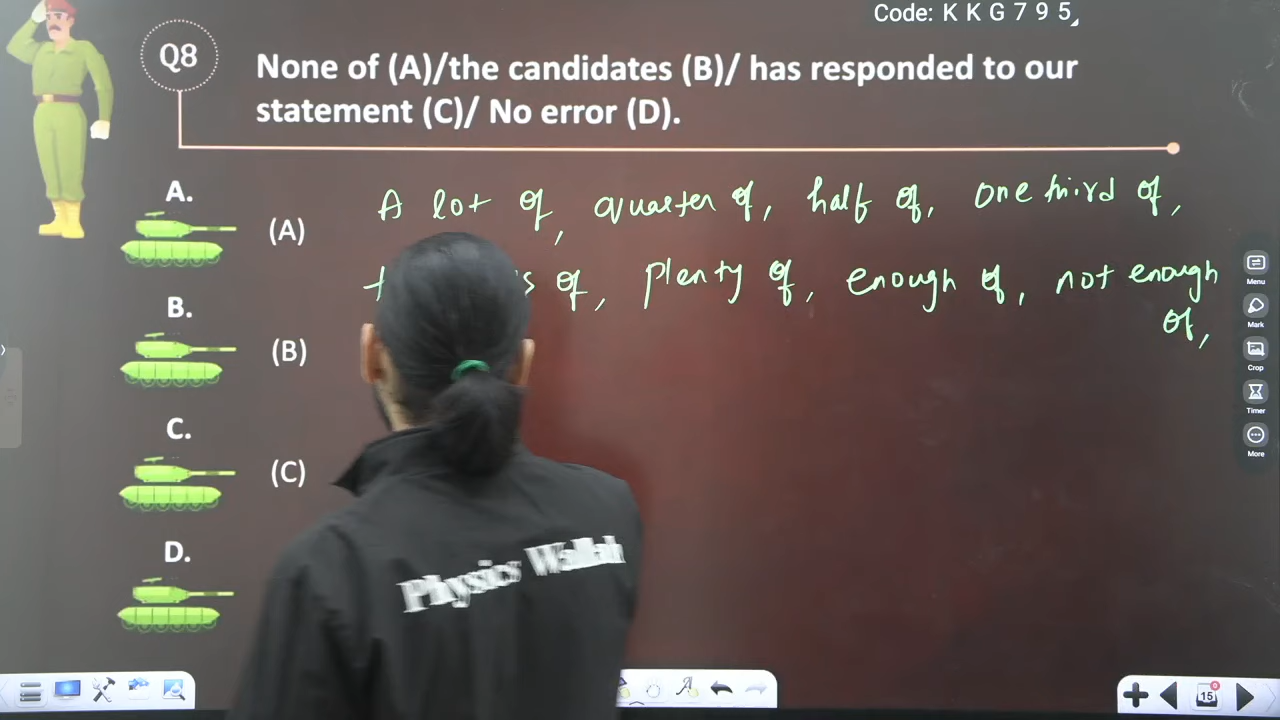 Code: K K G 7 9 5
Q8
None of (A)/the candidates (B)/ has responded to our
statement (C)/ No error (D).
A.
(A)
A lot of, quarter of, half of, one third of,
of, plenty of, enough of, not enough
of,
B.
(B)
C.
(C)
D.
Physics Wallah
Menu
Mark
Crop
Timer
More
15